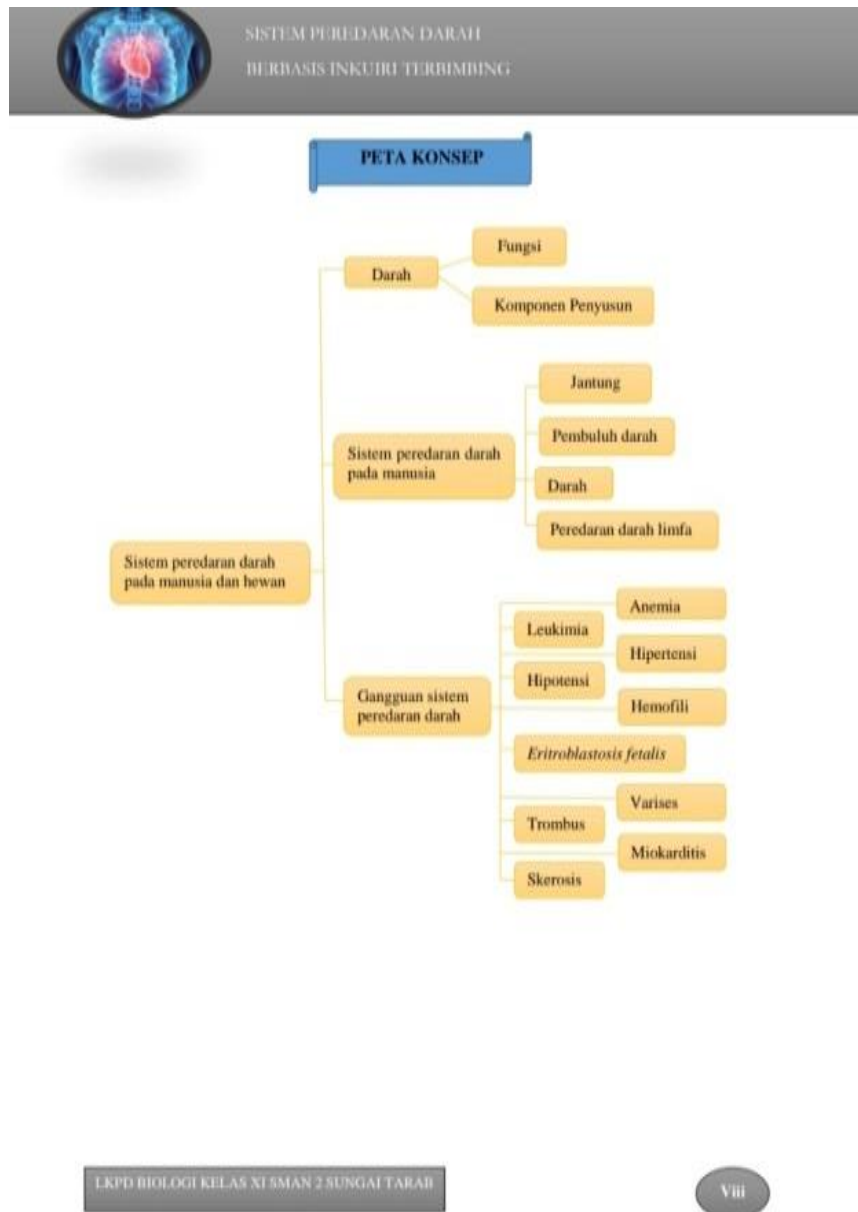 SISTEM PEREDARAN DARAH
BERBASIS INKUIRI TERBIMBING
PETA KONSEP
Fungsi
Darah
Komponen Penyusun
Jantung
Pembuluh darah
Sistem peredaran darah
pada manusia
Darah
Peredaran darah limfa
Sistem peredaran darah
pada manusia dan hewan
Anemia
Leukimia
Hipertensi
Hipotensi
Gangguan sistem
peredaran darah
Hemofili
Eritroblastosis fetalis
Varises
Trombus
Miokarditis
Skerosis
LKPD BIOLOGI KELAS XI SMAN 2 SUNGAI TARAB
Viii